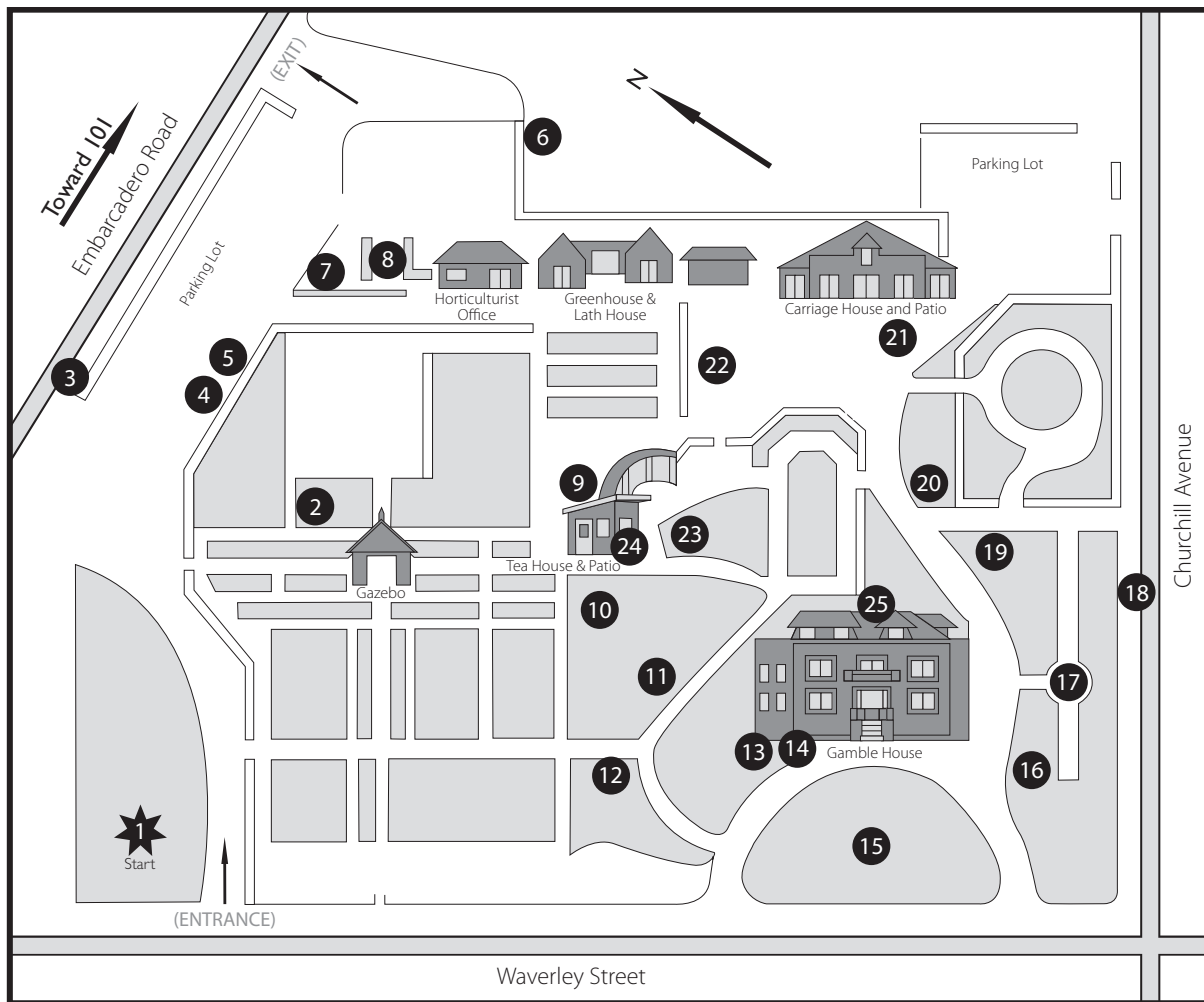 (EXIT)
N
6
Toward 101
Embarcadero Road
Parking Lot
Parking Lot
7
8
Horticulturist
Office
Greenhouse &
Lath House
Carriage House and Patio
21
3
5
4
22
Churchill Avenue
2
9
20
24
23
Tea House & Patio
19
Gazebo
10
25
18
11
17
13
14
Gamble House
12
16
1
Start
15
(ENTRANCE)
Waverley Street